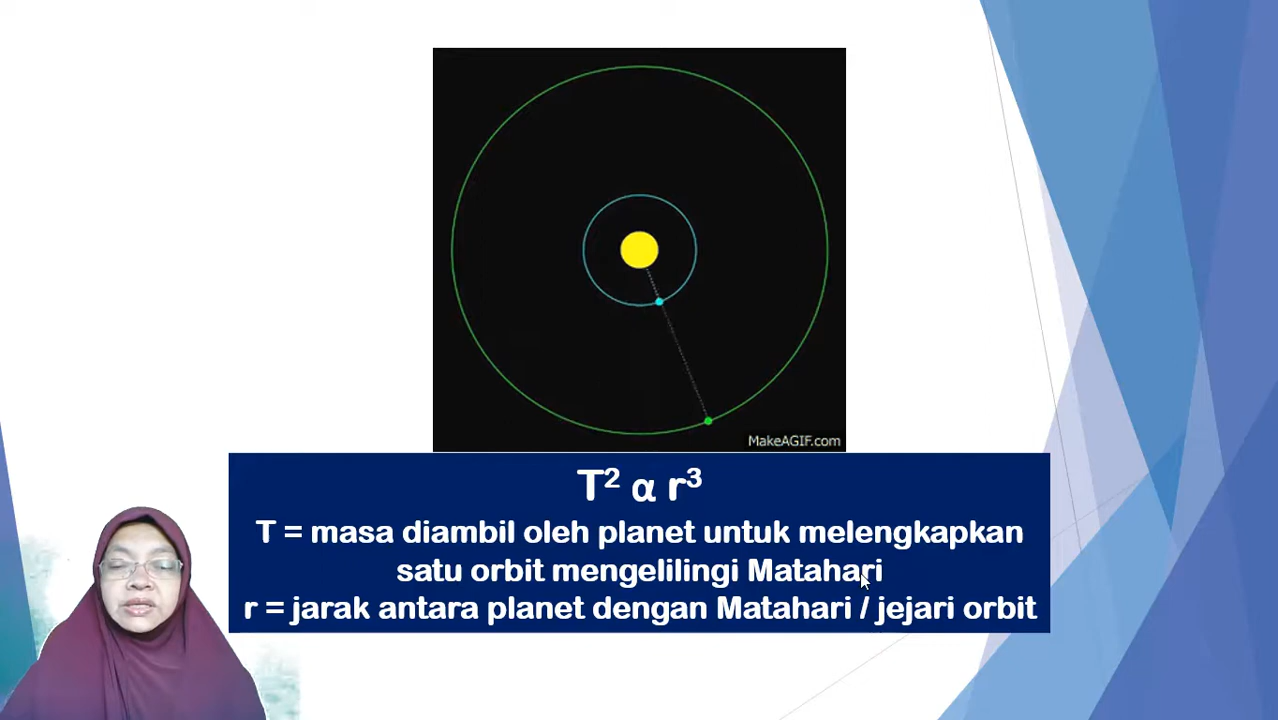 MakeAGIF.com
T² α r³
T = masa diambil oleh planet untuk melengkapkan
satu orbit mengelilingi Matahari
r = jarak antara planet dengan Matahari / jejari orbit